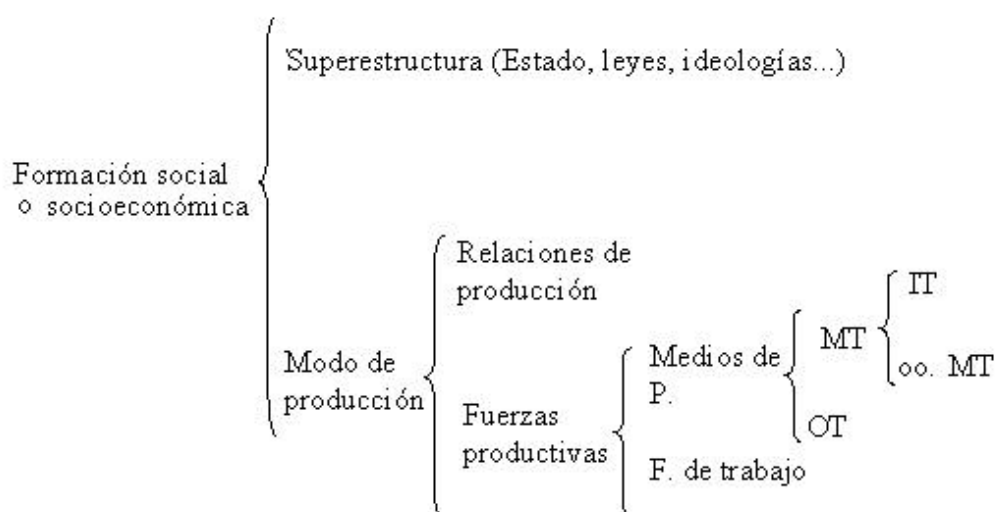 Superestructura (Estado, leyes, ideologías...)
Formación social
o socioeconómica
Relaciones de
producción
Modo de
producción
Fuerzas
productivas
Medios de
P.
MT
IT
oo. MT
OT
F. de trabajo